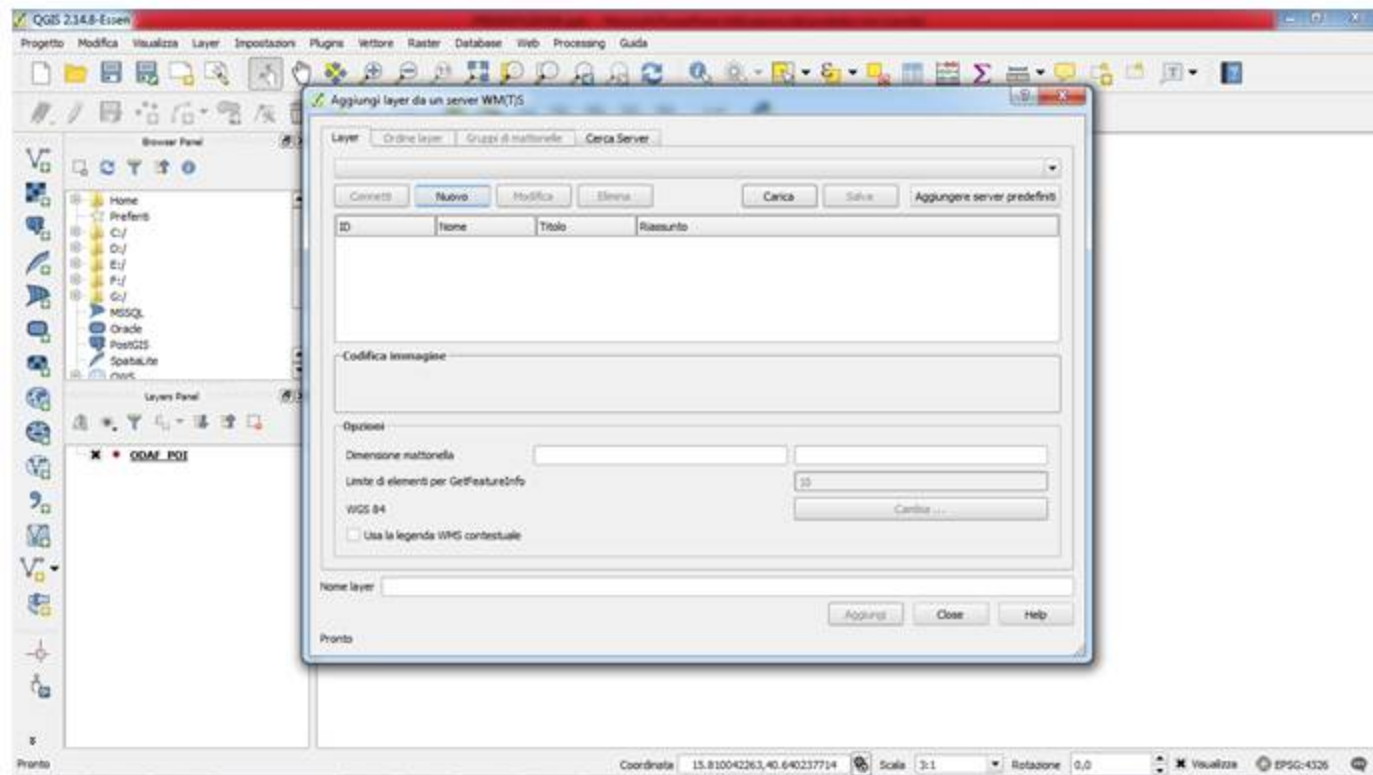 QGIS 2.14.8-Essen
Progetto Modifica Visualizza Layer Impostazioni Plugins Vettore Raster Database Web Processing Guida
Aggiungi layer da un server WM(T)S
Layer Ordine layer Gruppi di mattonelle Cerca Server
Connetti Nuovo Modifica Elimina Carica Salva Aggiungere server predefiniti
ID Nome Titolo Riassunto
Codifica immagine
Opzioni
Dimensione mattonella
Limite di elementi per GetFeatureInfo 10
WGS 84 Cambia ...
Usa la legenda WMS contestuale
Nome layer
Aggiungi Close Help
Pronto
Browser Panel
Home
Preferiti
C:/
D:/
E:/
F:/
G:/
MSSQL
Oracle
PostGIS
SpatiaLite
OWS
Layers Panel
ODAF_POI
Pronto Coordinata 15.810042263,40.640237714 Scala 3:1 Rotazione 0,0 Visualizza EPSG:4326